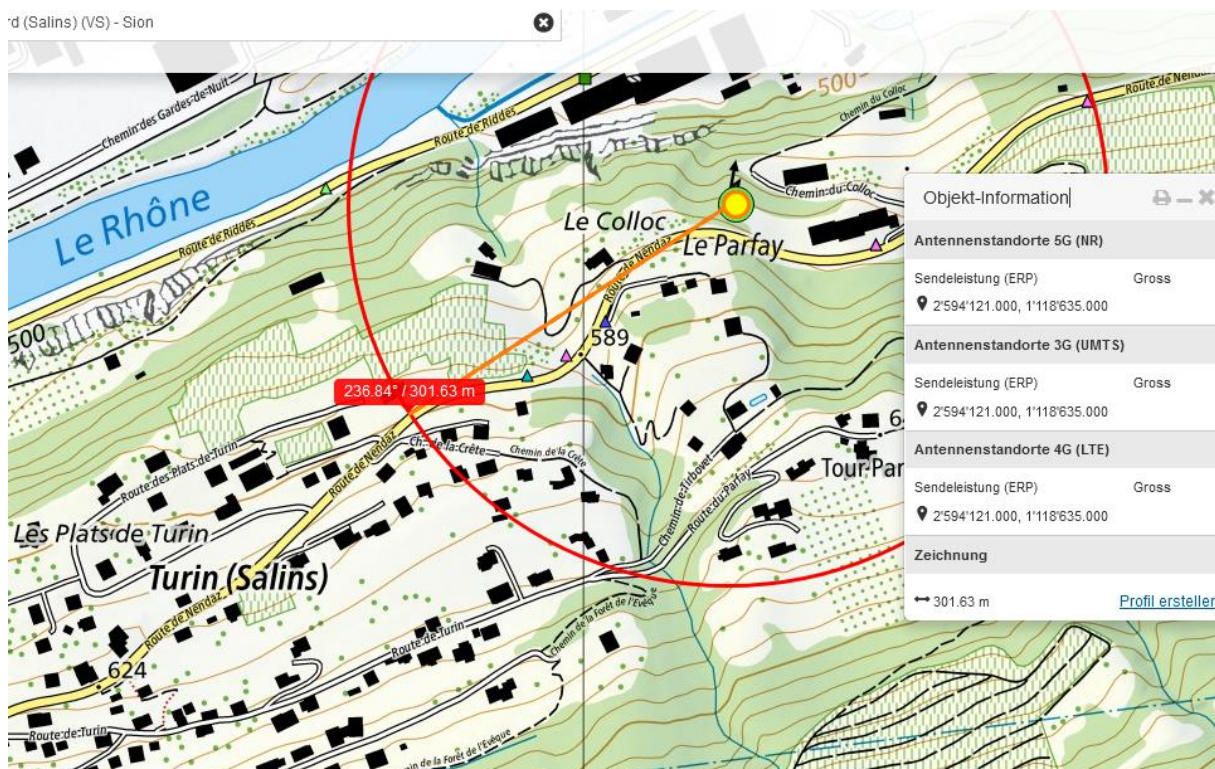 rd (Salins) (VS) - Sion
Chemin des Gardes-de-Nuit
Route de Riddes
500
Chemin du Colloc
Route de Nendaz
Le Rhône
Route de Riddes
Le Colloc
Le Parfay
Chemin du Colloc
Route de Nendaz
500
589
236.84° / 301.63 m
Route des Plats de Turin
Route de Nendaz
Ch. de la Crête
Chemin de la Crête
Chemin de Tirbovet
Route du Parfay
Tour Par
Les Plats de Turin
Turin (Salins)
Route de Nendaz
Route de Turin
Chemin de la Forêt de l'Evêque
624
Route de Turin
in de la Forêt de l'Evêque
Objekt-Information
Antennenstandorte 5G (NR)
Sendeleistung (ERP) Gross
2'594'121.000, 1'118'635.000
Antennenstandorte 3G (UMTS)
Sendeleistung (ERP) Gross
2'594'121.000, 1'118'635.000
Antennenstandorte 4G (LTE)
Sendeleistung (ERP) Gross
2'594'121.000, 1'118'635.000
Zeichnung
301.63 m Profil erstellen